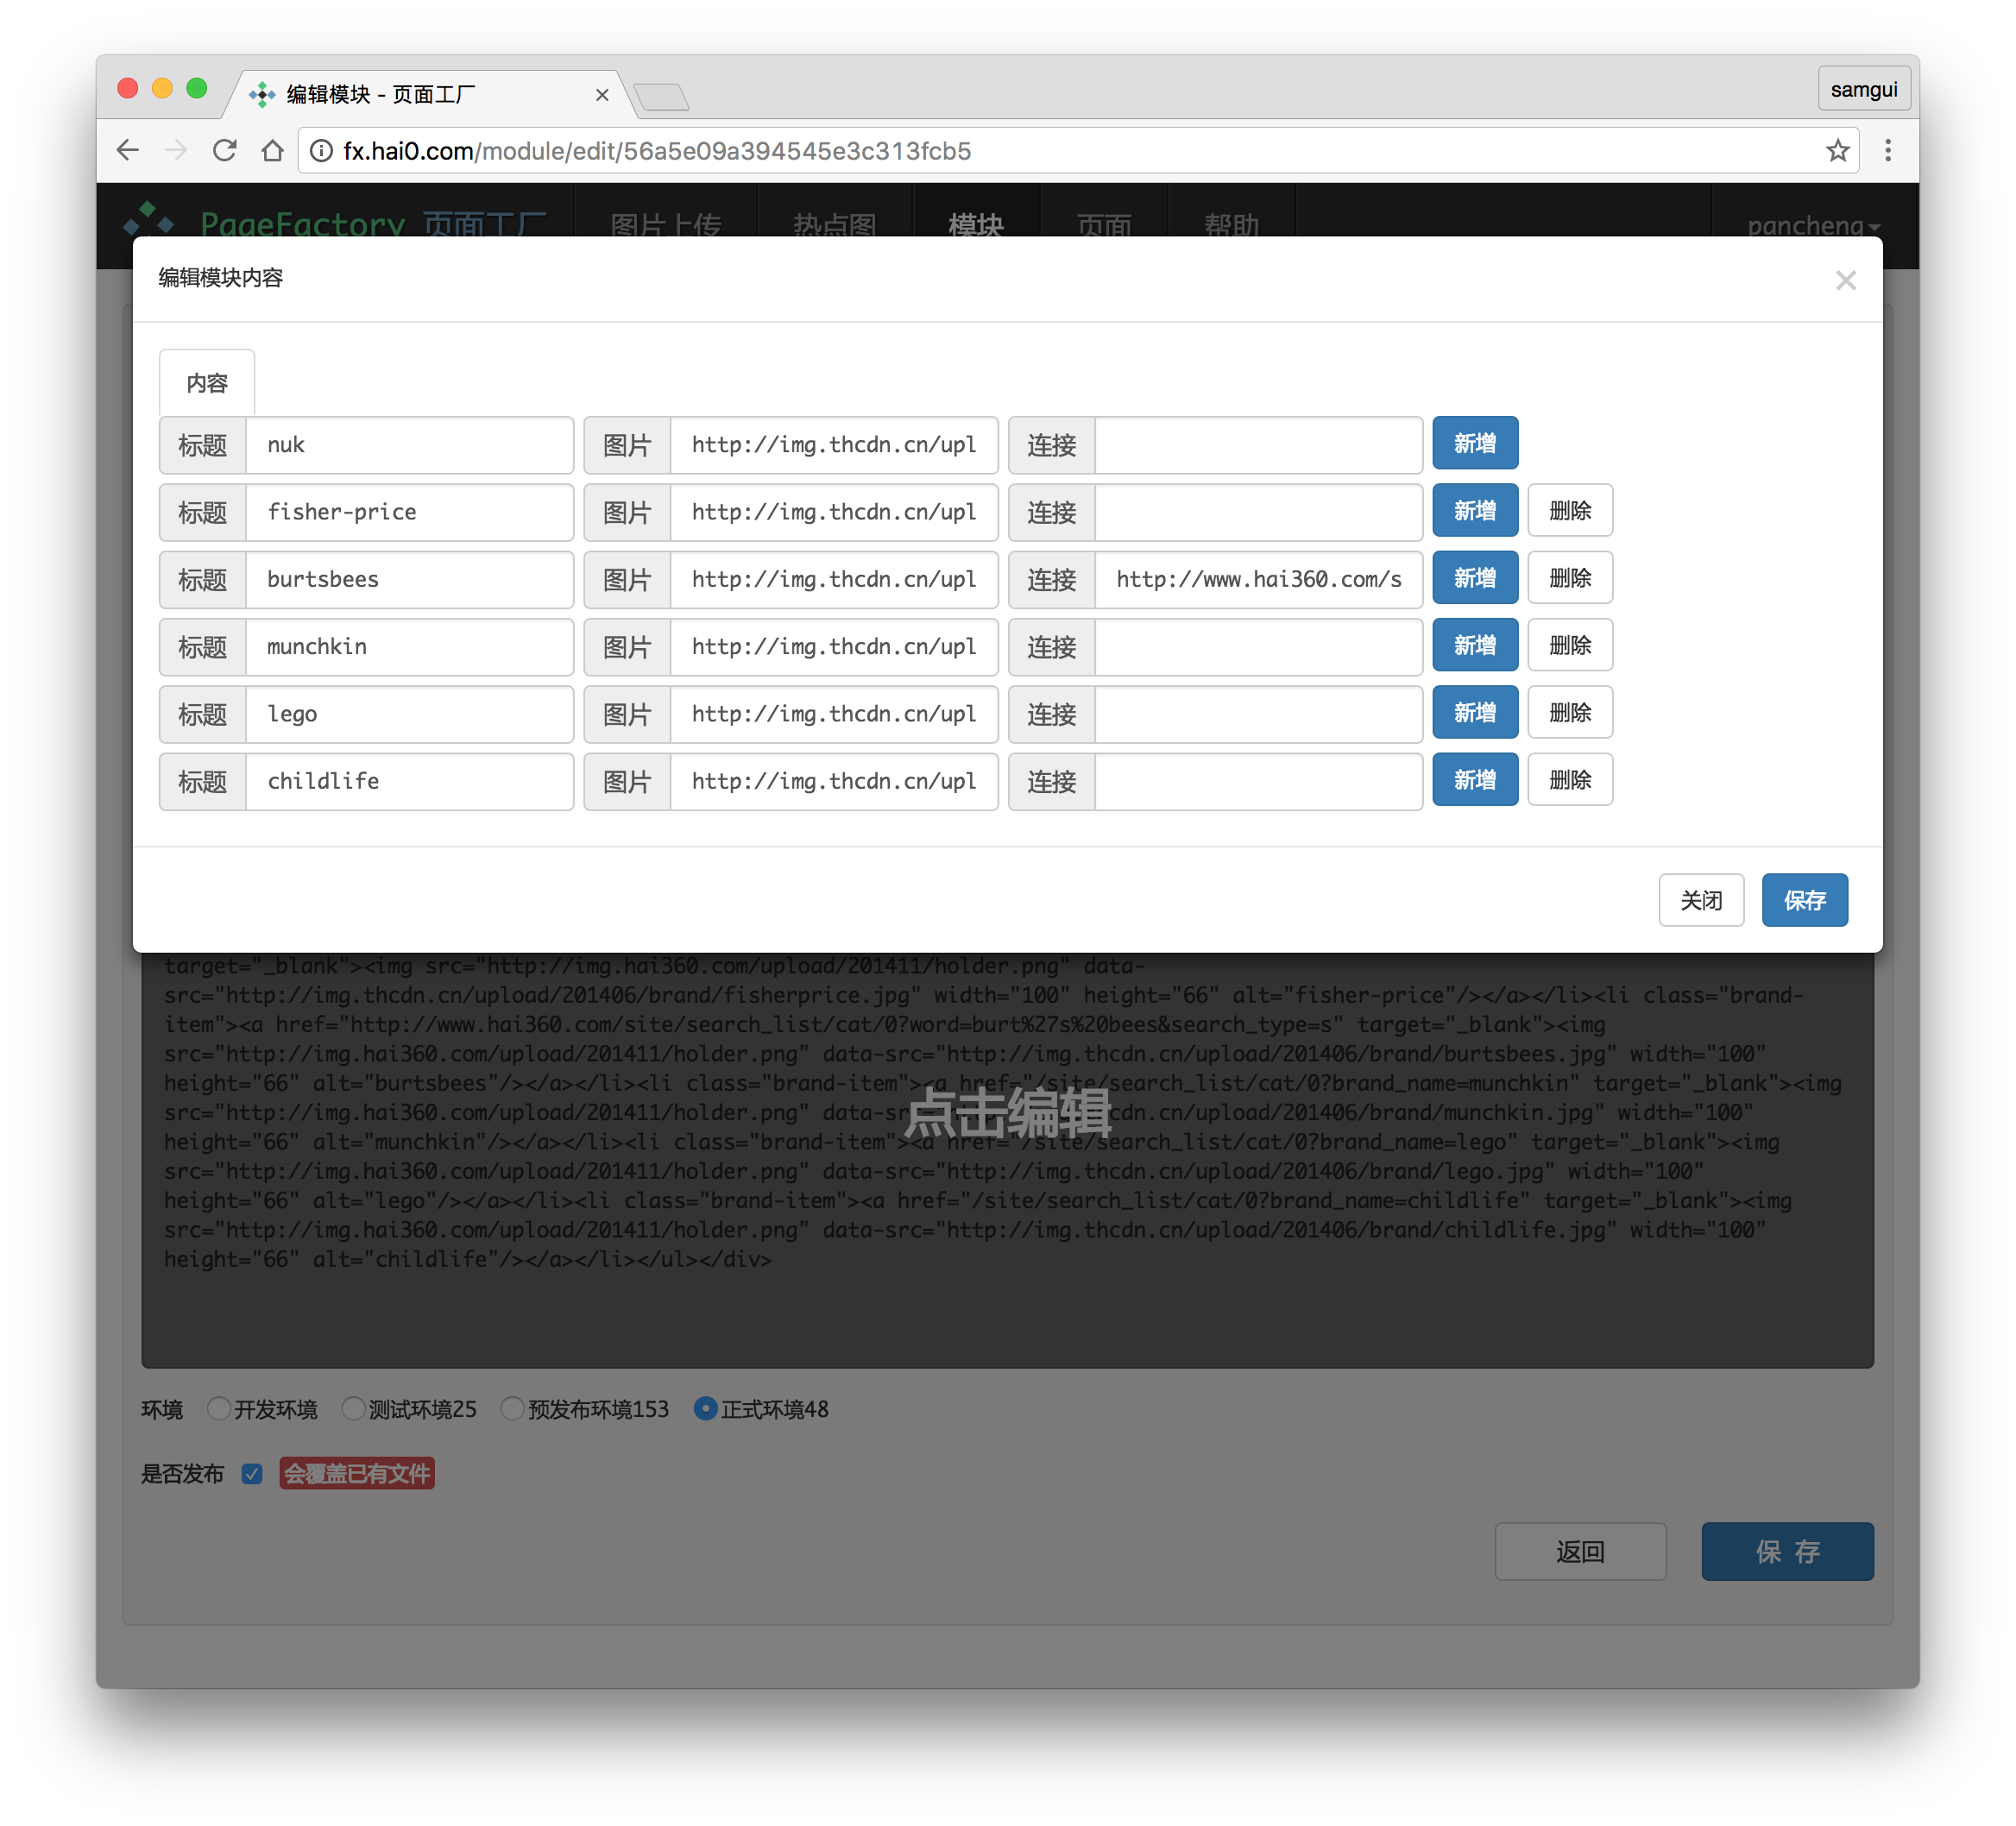 编辑模块 - 页面工厂
samgui
fx.hai0.com/module/edit/56a5e09a394545e3c313fcb5
PageFactory 页面工厂 图片上传 热点图 模块 页面 帮助 pancheng
编辑模块内容
内容
标题 nuk 图片 http://img.thcdn.cn/upl 连接 新增
标题 fisher-price 图片 http://img.thcdn.cn/upl 连接 新增 删除
标题 burtsbees 图片 http://img.thcdn.cn/upl 连接 http://www.hai360.com/s 新增 删除
标题 munchkin 图片 http://img.thcdn.cn/upl 连接 新增 删除
标题 lego 图片 http://img.thcdn.cn/upl 连接 新增 删除
标题 childlife 图片 http://img.thcdn.cn/upl 连接 新增 删除
关闭 保存
target="_blank"><img src="http://img.hai360.com/upload/201411/holder.png" data-
src="http://img.thcdn.cn/upload/201406/brand/fisherprice.jpg" width="100" height="66" alt="fisher-price"/></a></li><li class="brand-
item"><a href="http://www.hai360.com/site/search_list/cat/0?word=burt%27s%20bees&search_type=s" target="_blank"><img
src="http://img.hai360.com/upload/201411/holder.png" data-src="http://img.thcdn.cn/upload/201406/brand/burtsbees.jpg" width="100"
height="66" alt="burtsbees"/></a></li><li class="brand-item"><a href="/site/search_list/cat/0?brand_name=munchkin" target="_blank"><img
src="http://img.hai360.com/upload/201411/holder.png" data-src="http://img.thcdn.cn/upload/201406/brand/munchkin.jpg" width="100"
点击编辑
height="66" alt="munchkin"/></a></li><li class="brand-item"><a href="/site/search_list/cat/0?brand_name=lego" target="_blank"><img
src="http://img.hai360.com/upload/201411/holder.png" data-src="http://img.thcdn.cn/upload/201406/brand/lego.jpg" width="100"
height="66" alt="lego"/></a></li><li class="brand-item"><a href="/site/search_list/cat/0?brand_name=childlife" target="_blank"><img
src="http://img.hai360.com/upload/201411/holder.png" data-src="http://img.thcdn.cn/upload/201406/brand/childlife.jpg" width="100"
height="66" alt="childlife"/></a></li></ul></div>
环境 开发环境 测试环境25 预发布环境153 正式环境48
是否发布 会覆盖已有文件
返回 保 存